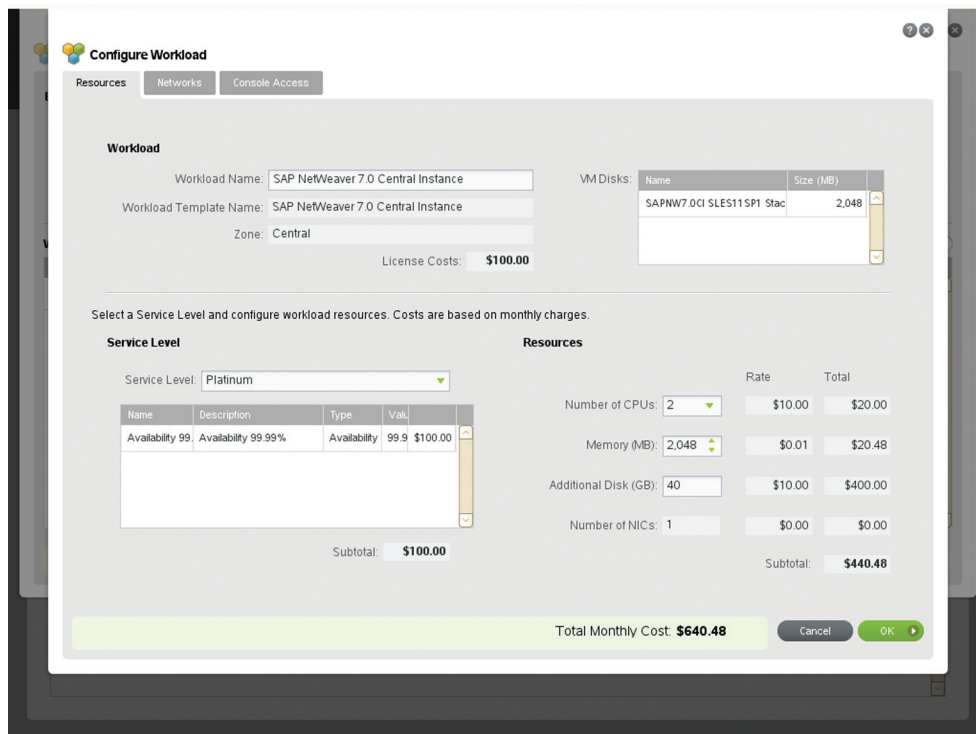 Configure Workload
Resources Networks Console Access
Workload
Workload Name: SAP NetWeaver 7.0 Central Instance
Workload Template Name: SAP NetWeaver 7.0 Central Instance
Zone: Central
License Costs: $100.00
VM Disks: Name Size (MB)
SAPNW7.0CI SLES11SP1 Stac 2,048
Select a Service Level and configure workload resources. Costs are based on monthly charges.
Service Level
Service Level: Platinum
Name Description Type Valu
Availability 99. Availability 99.99% Availability 99.9 $100.00
Subtotal: $100.00
Resources
Rate Total
Number of CPUs: 2 $10.00 $20.00
Memory (MB): 2,048 $0.01 $20.48
Additional Disk (GB): 40 $10.00 $400.00
Number of NICs: 1 $0.00 $0.00
Subtotal: $440.48
Total Monthly Cost: $640.48
Cancel OK